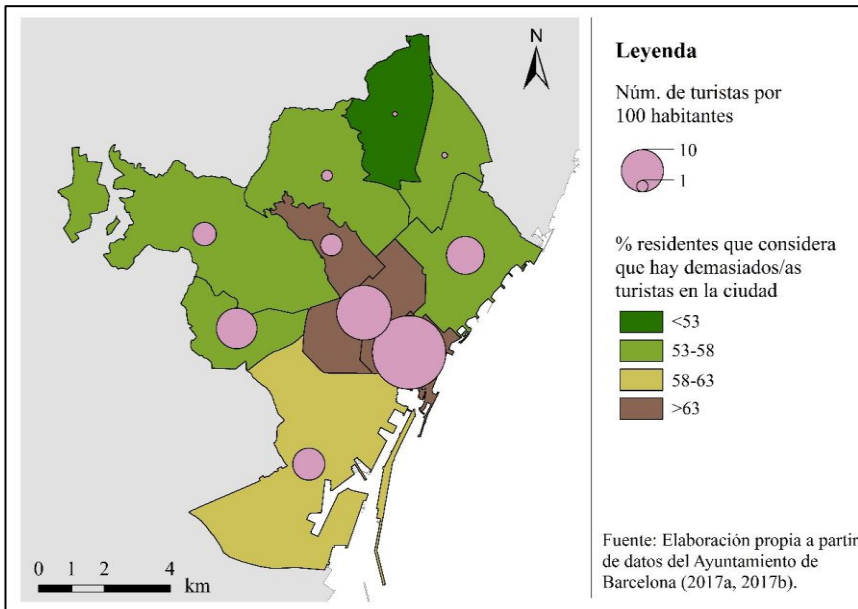 N
Leyenda
Núm. de turistas por
100 habitantes
10
1
% residentes que considera
que hay demasiados/as
turistas en la ciudad
<53
53-58
58-63
>63
0 1 2 4
km
Fuente: Elaboración propia a partir
de datos del Ayuntamiento de
Barcelona (2017a, 2017b).